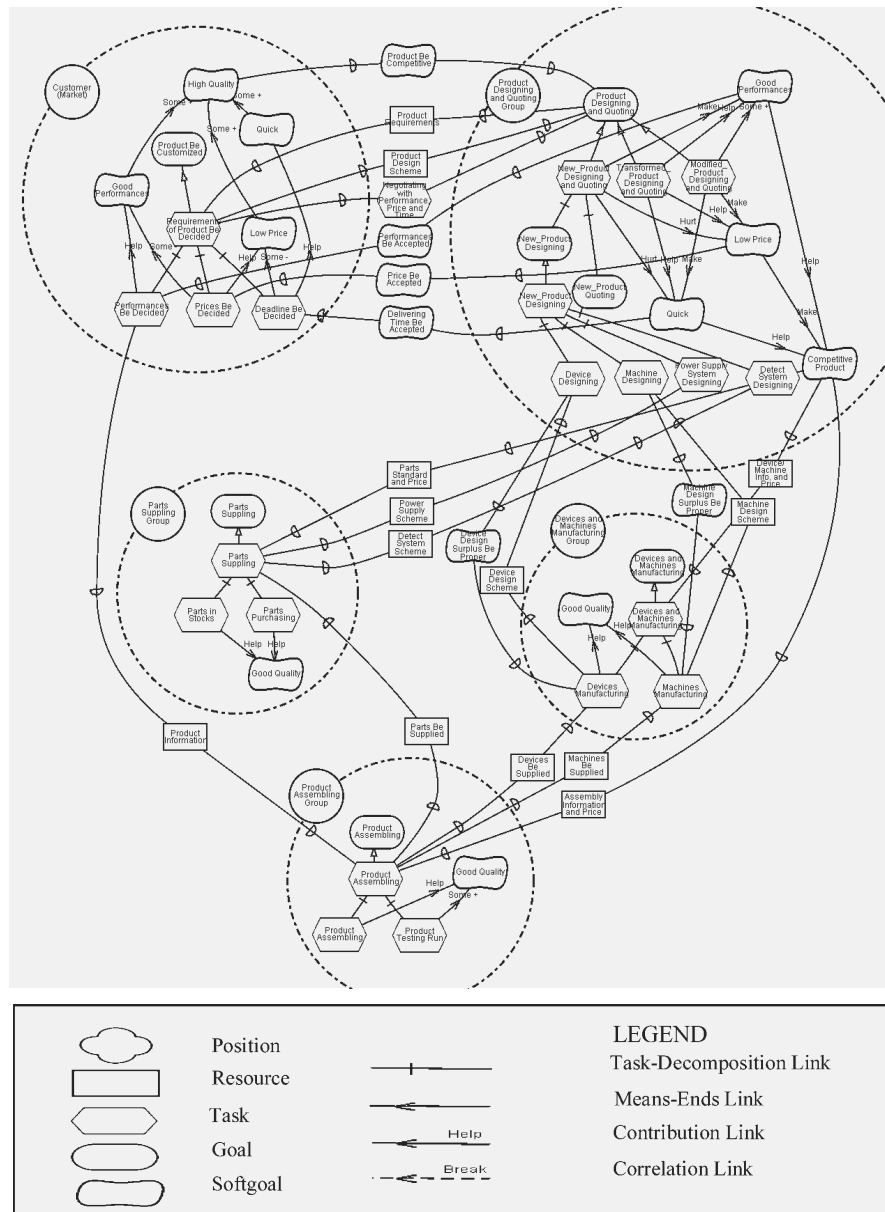 Product Be
Competitive
Customer
(Market)
High Quality
Some +
Some +
Quick
Product Be
Customized
Good
Performances
Requirements
of Product Be
Decided
Low Price
Help
Some -
Help
Some -
Help
Performances
Be Decided
Prices Be
Decided
Deadline Be
Decided
Product
Requirements
Product
Design
Scheme
Negotiating
with
Performance,
Price and
Time
Performances
Be Accepted
Price Be
Accepted
Delivering
Time Be
Accepted
Product
Designing
and Quoting
Group
Product
Designing
and Quoting
Good
Performances
Make
Help
Some +
New_Product
Designing
and Quoting
Transformed
Product
Designing
and Quoting
Modified_
Product
Designing
and Quoting
Make
Help
Hurt
Low Price
New_Product
Designing
Hurt
Help
Make
New_Product
Quoting
New_Product
Designing
Quick
Help
Make
Help
Competitive
Product
Device
Designing
Machine
Designing
Power Supply
System
Designing
Detect
System
Designing
Parts
Standard
and Price
Power Supply
Scheme
Detect
System
Scheme
Device/
Machine
Info. and
Price
Machine
Design
Surplus Be
Proper
Machine
Design
Scheme
Device
Design
Surplus Be
Proper
Device
Design
Scheme
Parts
Suppling
Group
Parts
Suppling
Parts
Suppling
Parts in
Stocks
Parts
Purchasing
Help
Help
Good Quality
Devices and
Machines
Manufacturing
Group
Devices and
Machines
Manufacturing
Good Quality
Devices and
Machines
Manufacturing
Help
Help
Devices
Manufacturing
Machines
Manufacturing
Product
Information
Parts Be
Supplied
Devices
Be
Supplied
Machines
Be
Supplied
Assembly
Information
and Price
Product
Assembling
Group
Product
Assembling
Product
Assembling
Good Quality
Help
Some +
Product
Assembling
Product
Testing Run
LEGEND
Position
Resource
Task
Goal
Softgoal
Task-Decomposition Link
Means-Ends Link
Help
Contribution Link
Break
Correlation Link